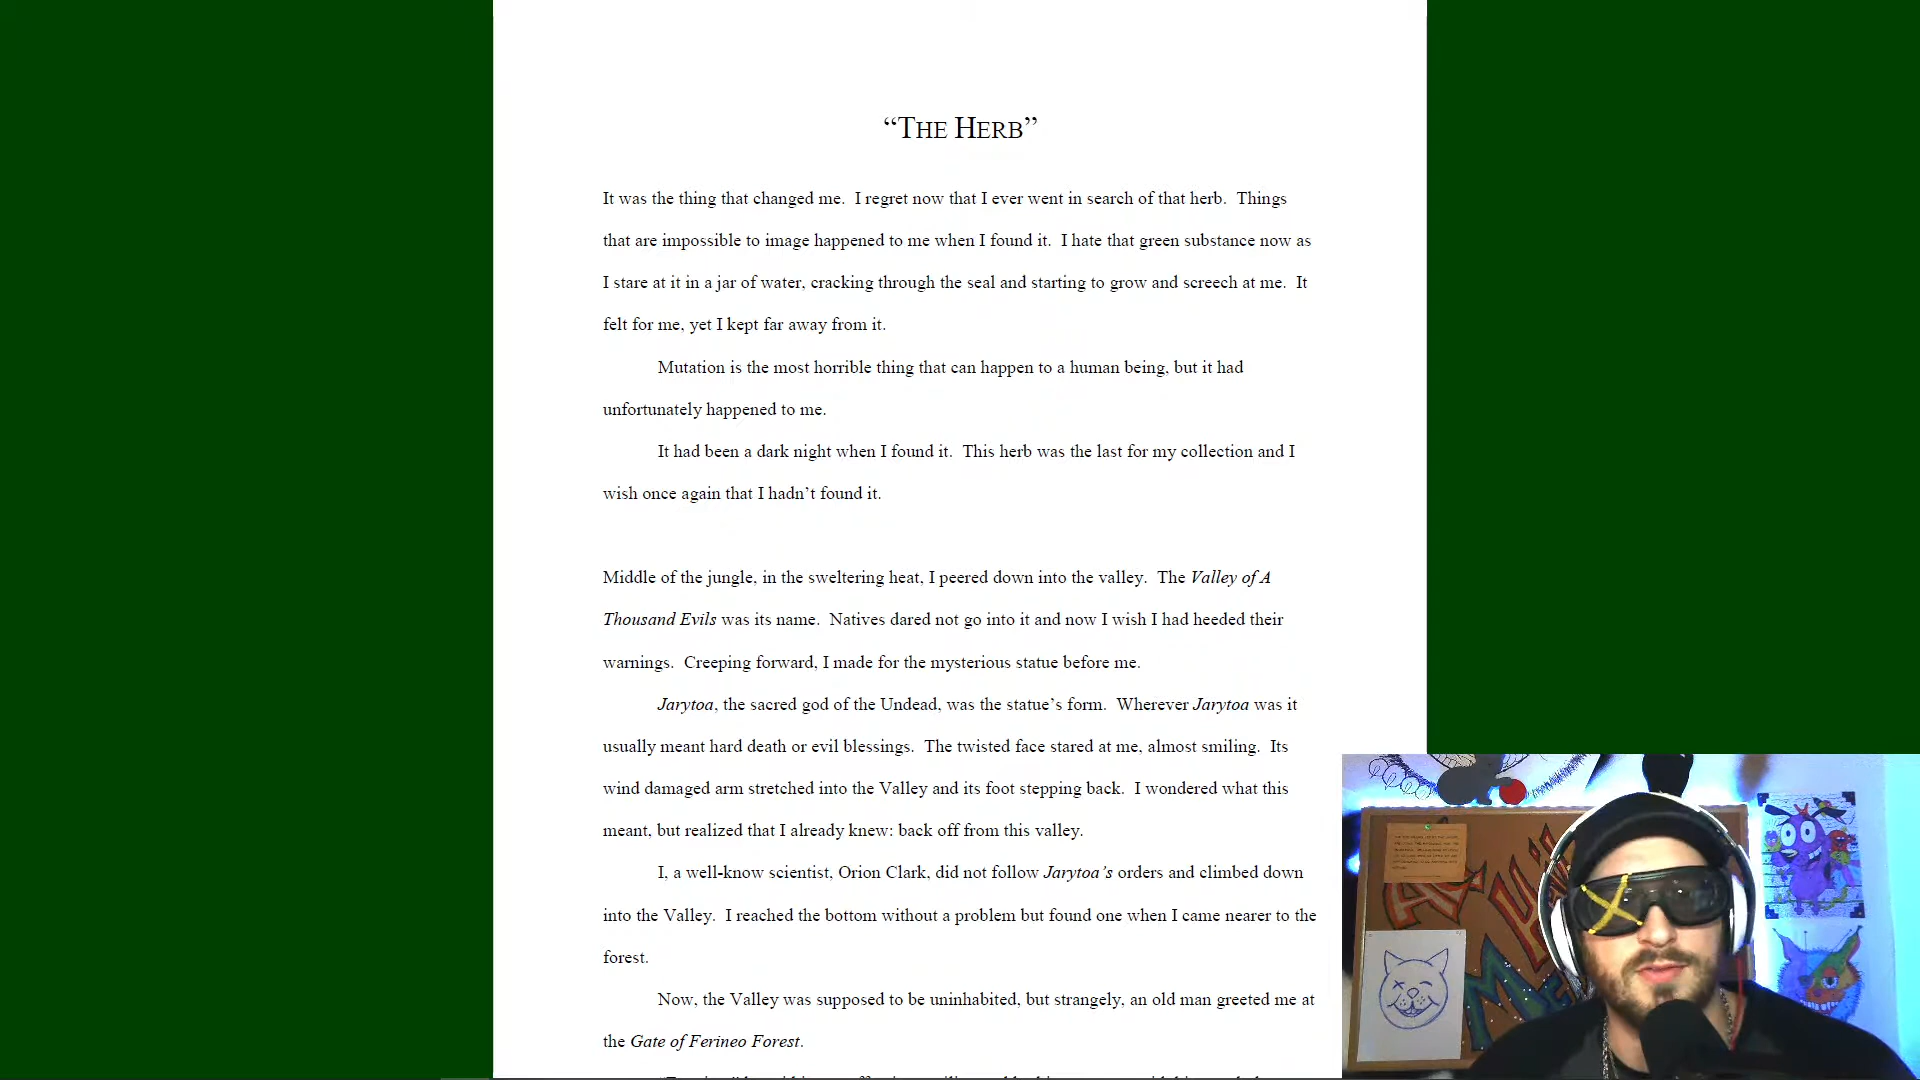 “THE HERB”
It was the thing that changed me.  I regret now that I ever went in search of that herb.  Things
that are impossible to image happened to me when I found it.  I hate that green substance now as
I stare at it in a jar of water, cracking through the seal and starting to grow and screech at me.  It
felt for me, yet I kept far away from it.
Mutation is the most horrible thing that can happen to a human being, but it had
unfortunately happened to me.
It had been a dark night when I found it.  This herb was the last for my collection and I
wish once again that I hadn’t found it.
Middle of the jungle, in the sweltering heat, I peered down into the valley.  The Valley of A
Thousand Evils was its name.  Natives dared not go into it and now I wish I had heeded their
warnings.  Creeping forward, I made for the mysterious statue before me.
Jarytoa, the sacred god of the Undead, was the statue’s form.  Wherever Jarytoa was it
usually meant hard death or evil blessings.  The twisted face stared at me, almost smiling.  Its
wind damaged arm stretched into the Valley and its foot stepping back.  I wondered what this
meant, but realized that I already knew: back off from this valley.
I, a well-know scientist, Orion Clark, did not follow Jarytoa’s orders and climbed down
into the Valley.  I reached the bottom without a problem but found one when I came nearer to the
forest.
Now, the Valley was supposed to be uninhabited, but strangely, an old man greeted me at
the Gate of Ferineo Forest.